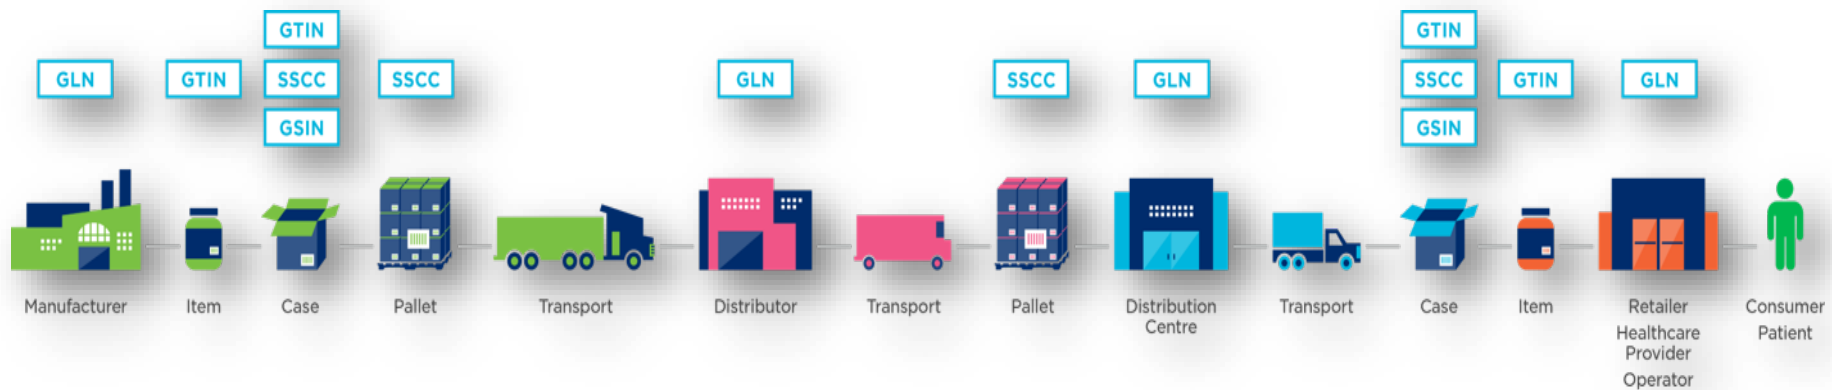 GTIN
GTIN
GLN
GTIN
SSCC
SSCC
GLN
SSCC
GLN
SSCC
GTIN
GLN
GSIN
GSIN
Manufacturer
Item
Case
Pallet
Transport
Distributor
Transport
Pallet
Distribution
Centre
Transport
Case
Item
Retailer
Healthcare
Provider
Operator
Consumer
Patient